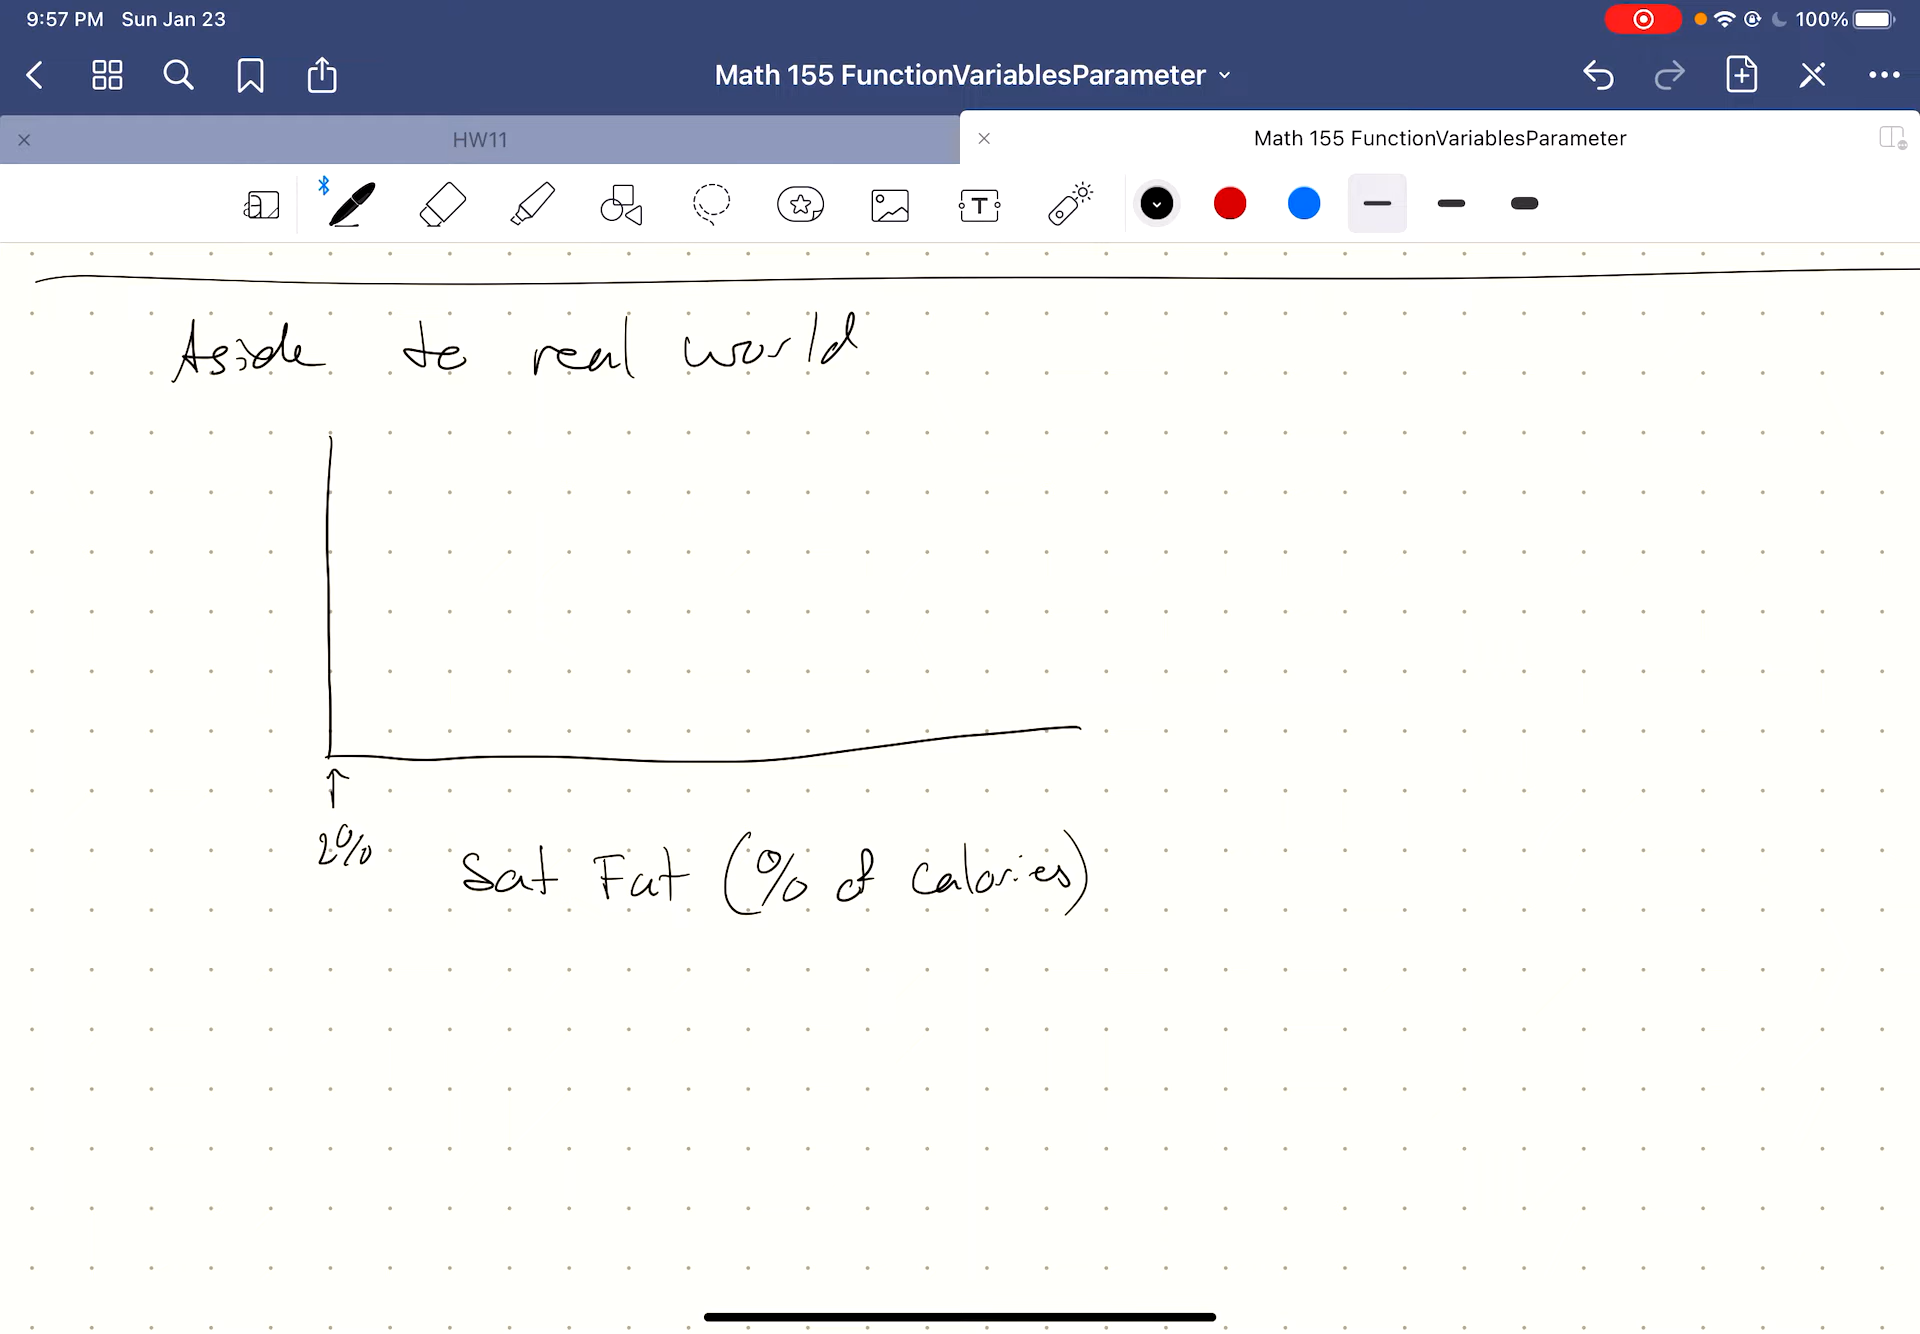 9:57 PM Sun Jan 23
100%
Math 155 FunctionVariablesParameter
HW11
Math 155 FunctionVariablesParameter
Aside to real world
2%
Sat Fat (% of calories)